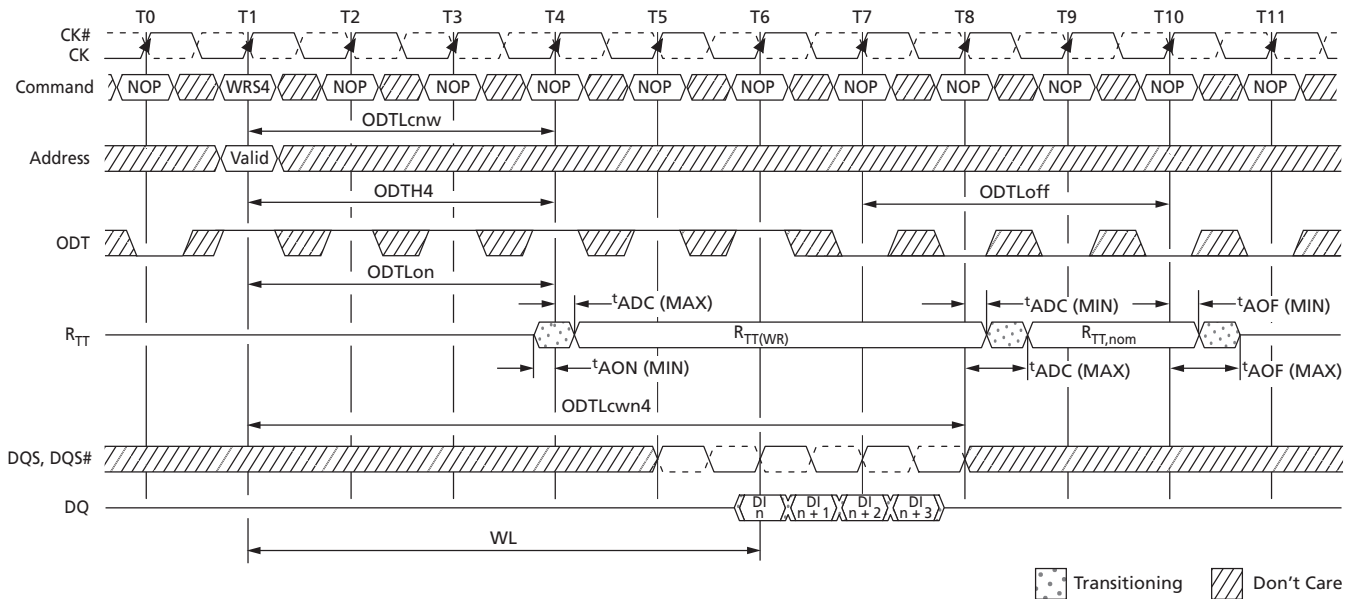 T0 T1 T2 T3 T4 T5 T6 T7 T8 T9 T10 T11
CK#
CK
Command NOP WRS4 NOP NOP NOP NOP NOP NOP NOP NOP NOP NOP
ODTLcnw
Address Valid
ODTH4 ODTLoff
ODT
ODTLon
tADC (MAX) tADC (MIN) tAOF (MIN)
RTT RTT(WR) RTT,nom
tAON (MIN) tADC (MAX) tAOF (MAX)
ODTLcwn4
DQS, DQS#
DQ DI n DI n + 1 DI n + 2 DI n + 3
WL
Transitioning Don't Care